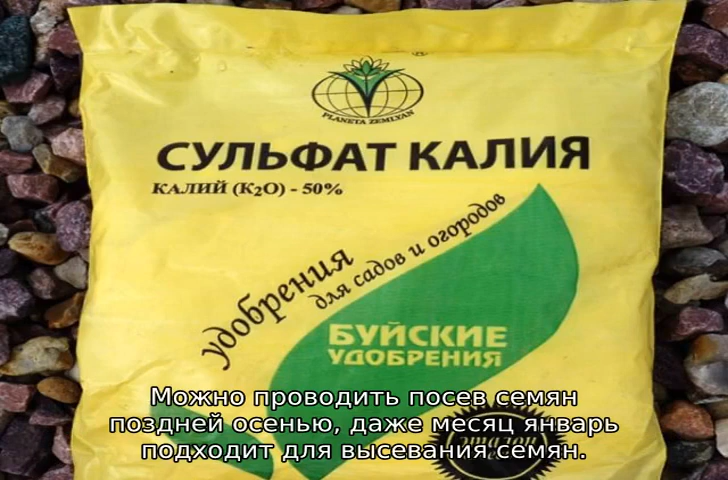 PLANETA ZEMLYAN
СУЛЬФАТ КАЛИЯ
КАЛИЙ (K₂O) - 50%
удобрения
для садов и огородов
БУЙСКИЕ
УДОБРЕНИЯ
Можно проводить посев семян
поздней осенью, даже месяц январь
подходит для высевания семян.